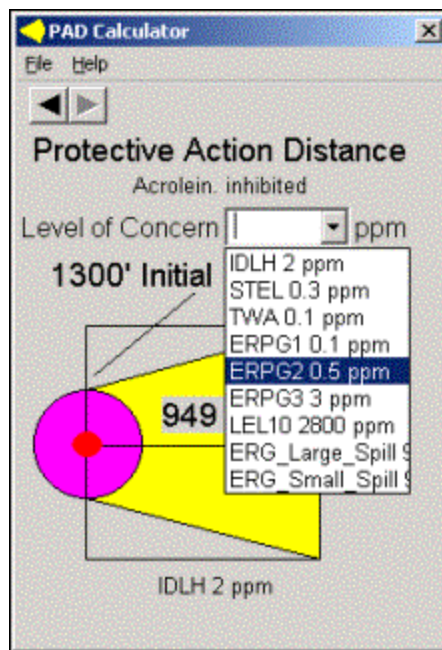 PAD Calculator
File Help
Protective Action Distance
Acrolein. inhibited
Level of Concern ppm
IDLH 2 ppm
STEL 0.3 ppm
TWA 0.1 ppm
ERPG1 0.1 ppm
ERPG2 0.5 ppm
ERPG3 3 ppm
LEL10 2800 ppm
ERG_Large_Spill
ERG_Small_Spill
1300' Initial
949
IDLH 2 ppm